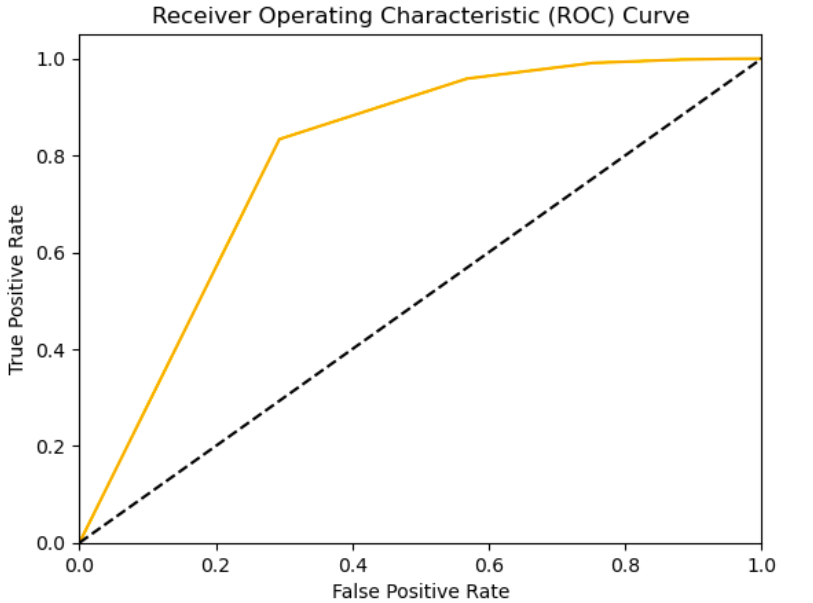 Receiver Operating Characteristic (ROC) Curve
1.0
0.8
0.6
0.4
0.2
0.0
True Positive Rate
0.0 0.2 0.4 0.6 0.8 1.0
False Positive Rate